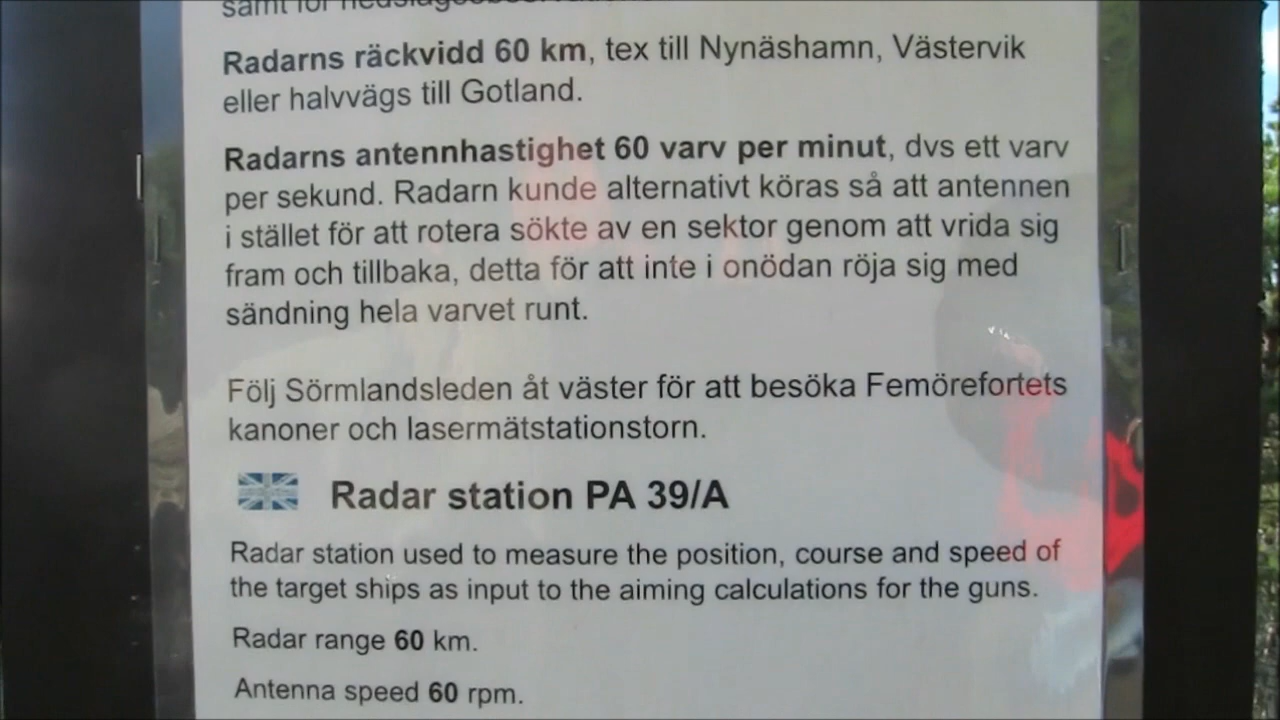 samt för nedslagsobservationer
Radarns räckvidd 60 km, tex till Nynäshamn, Västervik
eller halvvägs till Gotland.
Radarns antennhastighet 60 varv per minut, dvs ett varv
per sekund. Radarn kunde alternativt köras så att antennen
i stället för att rotera sökte av en sektor genom att vrida sig
fram och tillbaka, detta för att inte i onödan röja sig med
sändning hela varvet runt.
Följ Sörmlandsleden åt väster för att besöka Femörefortets
kanoner och lasermätstationstorn.
Radar station PA 39/A
Radar station used to measure the position, course and speed of
the target ships as input to the aiming calculations for the guns.
Radar range 60 km.
Antenna speed 60 rpm.